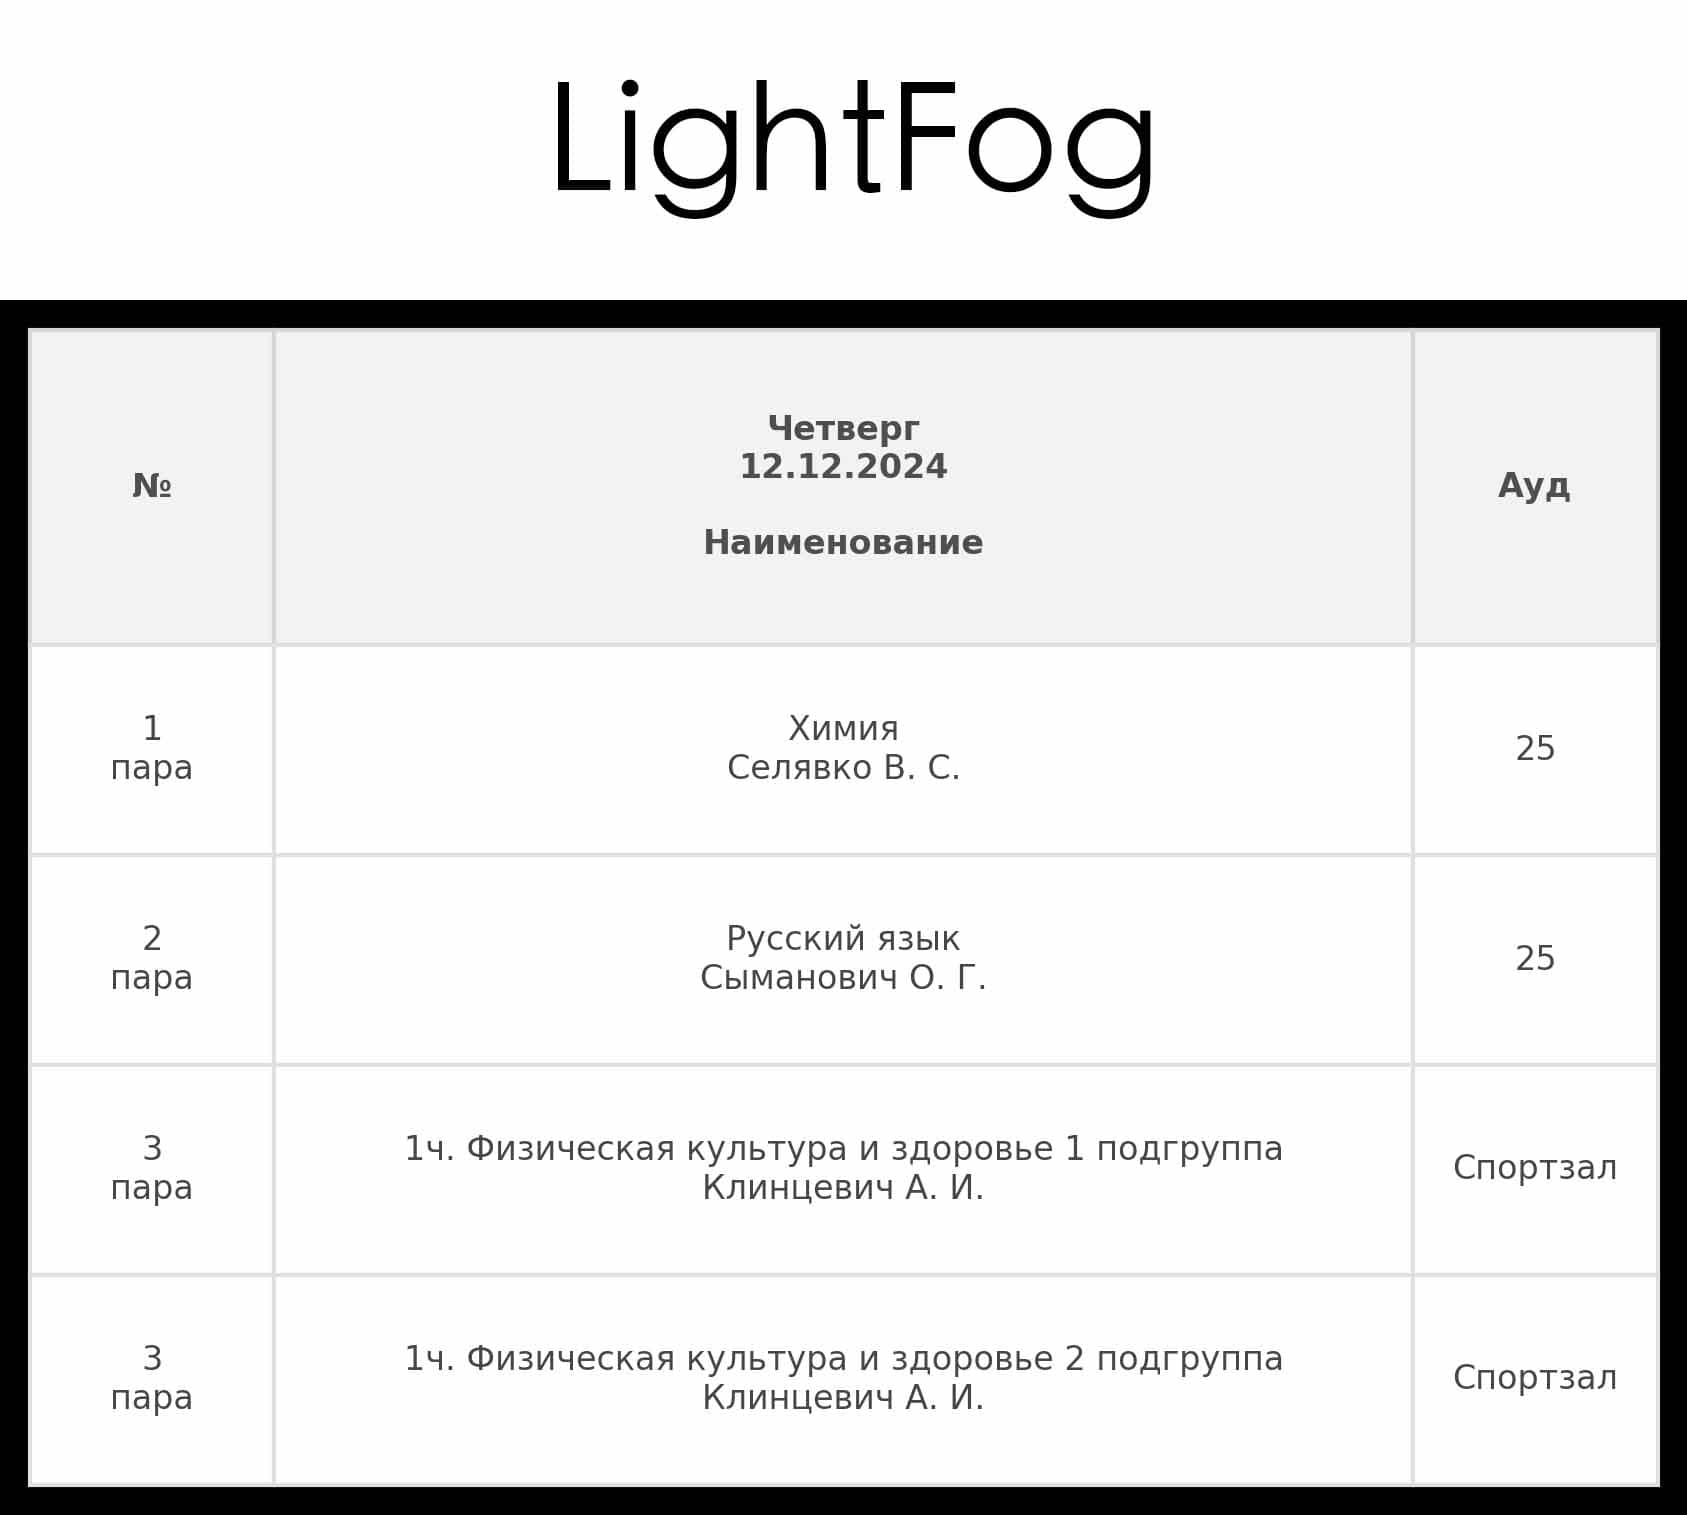 LightFog
№
Четверг
12.12.2024
Наименование
Ауд
1
пара
Химия
Селявко В. С.
25
2
пара
Русский язык
Сыманович О. Г.
25
3
пара
1ч. Физическая культура и здоровье 1 подгруппа
Клинцевич А. И.
Спортзал
3
пара
1ч. Физическая культура и здоровье 2 подгруппа
Клинцевич А. И.
Спортзал